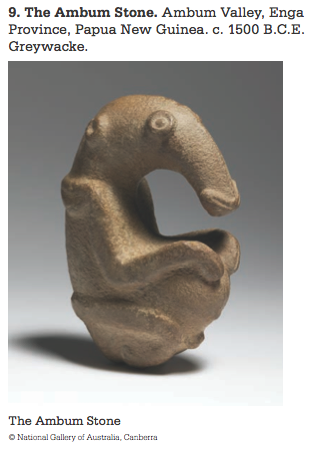 9. The Ambum Stone. Ambum Valley, Enga
Province, Papua New Guinea. c. 1500 B.C.E.
Greywacke.
The Ambum Stone
© National Gallery of Australia, Canberra